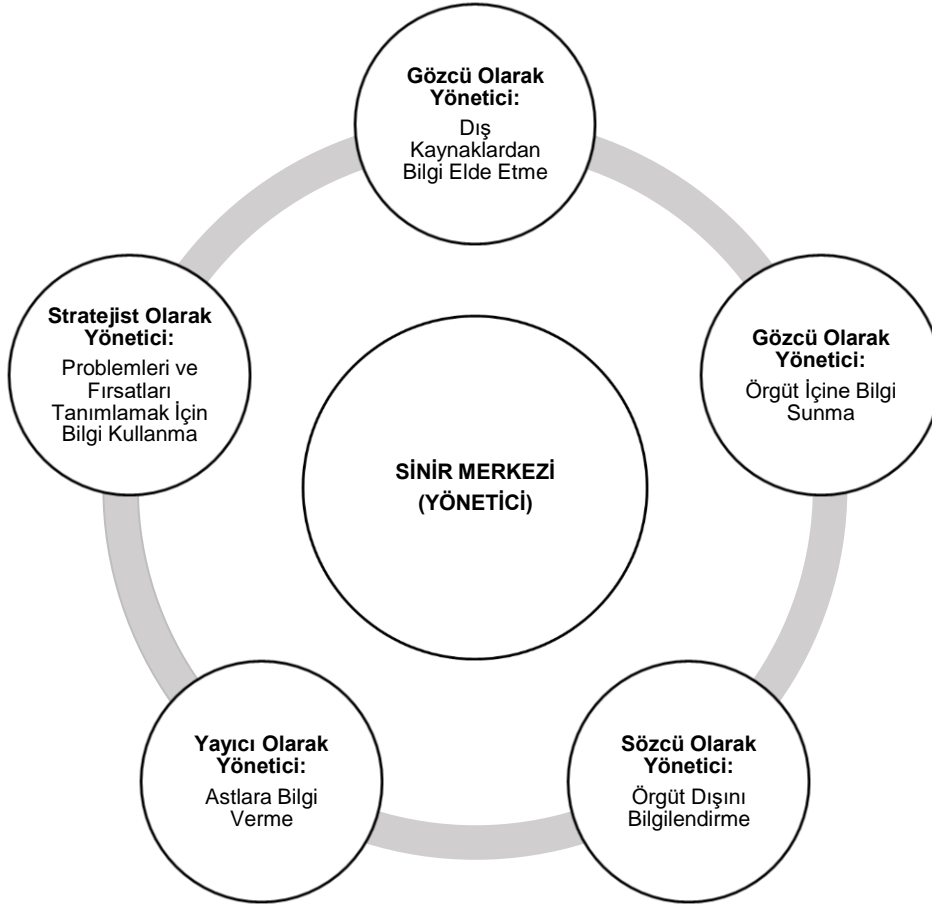 Gözcü Olarak
Yönetici:
Dış
Kaynaklardan
Bilgi Elde Etme
Gözcü Olarak
Yönetici:
Örgüt İçine Bilgi
Sunma
Sözcü Olarak
Yönetici:
Örgüt Dışını
Bilgilendirme
Yayıcı Olarak
Yönetici:
Astlara Bilgi
Verme
Stratejist Olarak
Yönetici:
Problemleri ve
Fırsatları
Tanımlamak İçin
Bilgi Kullanma
SİNİR MERKEZİ
(YÖNETİCİ)